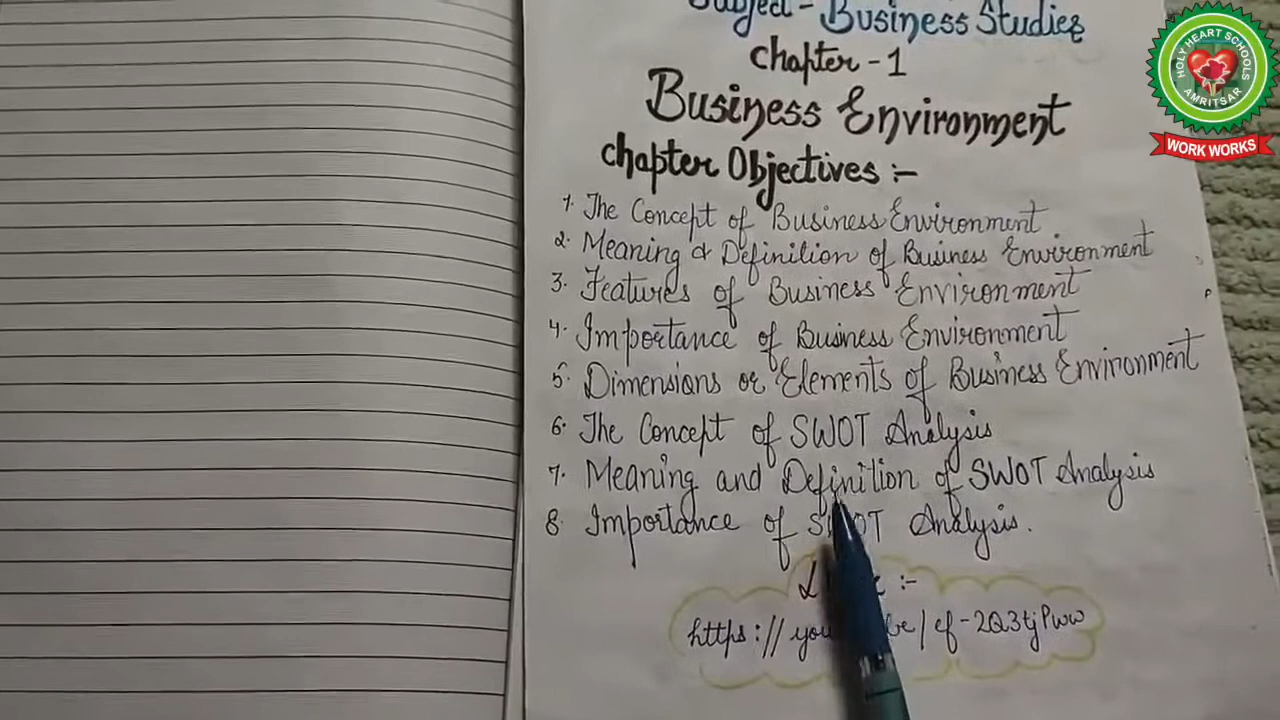 Subject - Business Studies
chapter - 1
Business Environment
chapter Objectives :-
1. The Concept of Business Environment
2. Meaning & Definition of Business Environment
3. Features of Business Environment
4. Importance of Business Environment
5. Dimensions or Elements of Business Environment
6. The Concept of SWOT Analysis
7. Meaning and Definition of SWOT Analysis
8. Importance of SWOT Analysis.
:-
https://
HOLY HEART SCHOOLS
AMRITSAR
WORK WORKS